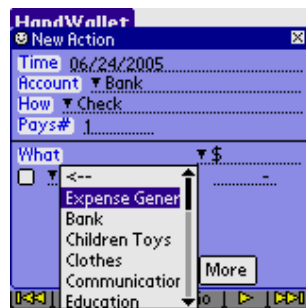 HandWallet
New Action
Time 06/24/2005
Account Bank
How Check
Pays# 1
What $
<--
Expense Gener
Bank
Children Toys
Clothes
Communication
Education
More